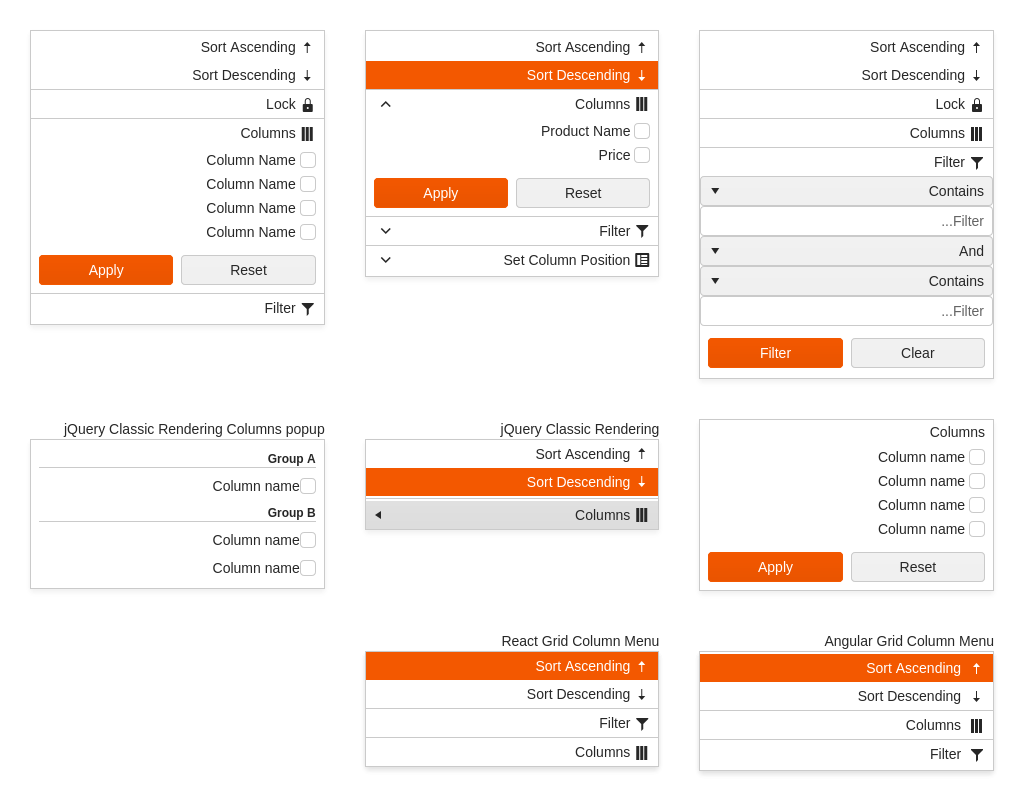 Sort Ascending
Sort Descending
Lock
Columns
Column Name
Column Name
Column Name
Column Name
Apply
Reset
Filter
Sort Ascending
Sort Descending
Columns
Product Name
Price
Apply
Reset
Filter
Set Column Position
Sort Ascending
Sort Descending
Lock
Columns
Filter
Contains
...Filter
And
Contains
...Filter
Filter
Clear
jQuery Classic Rendering Columns popup
Group A
Column name
Group B
Column name
Column name
jQuery Classic Rendering
Sort Ascending
Sort Descending
Columns
Columns
Column name
Column name
Column name
Column name
Apply
Reset
React Grid Column Menu
Sort Ascending
Sort Descending
Filter
Columns
Angular Grid Column Menu
Sort Ascending
Sort Descending
Columns
Filter